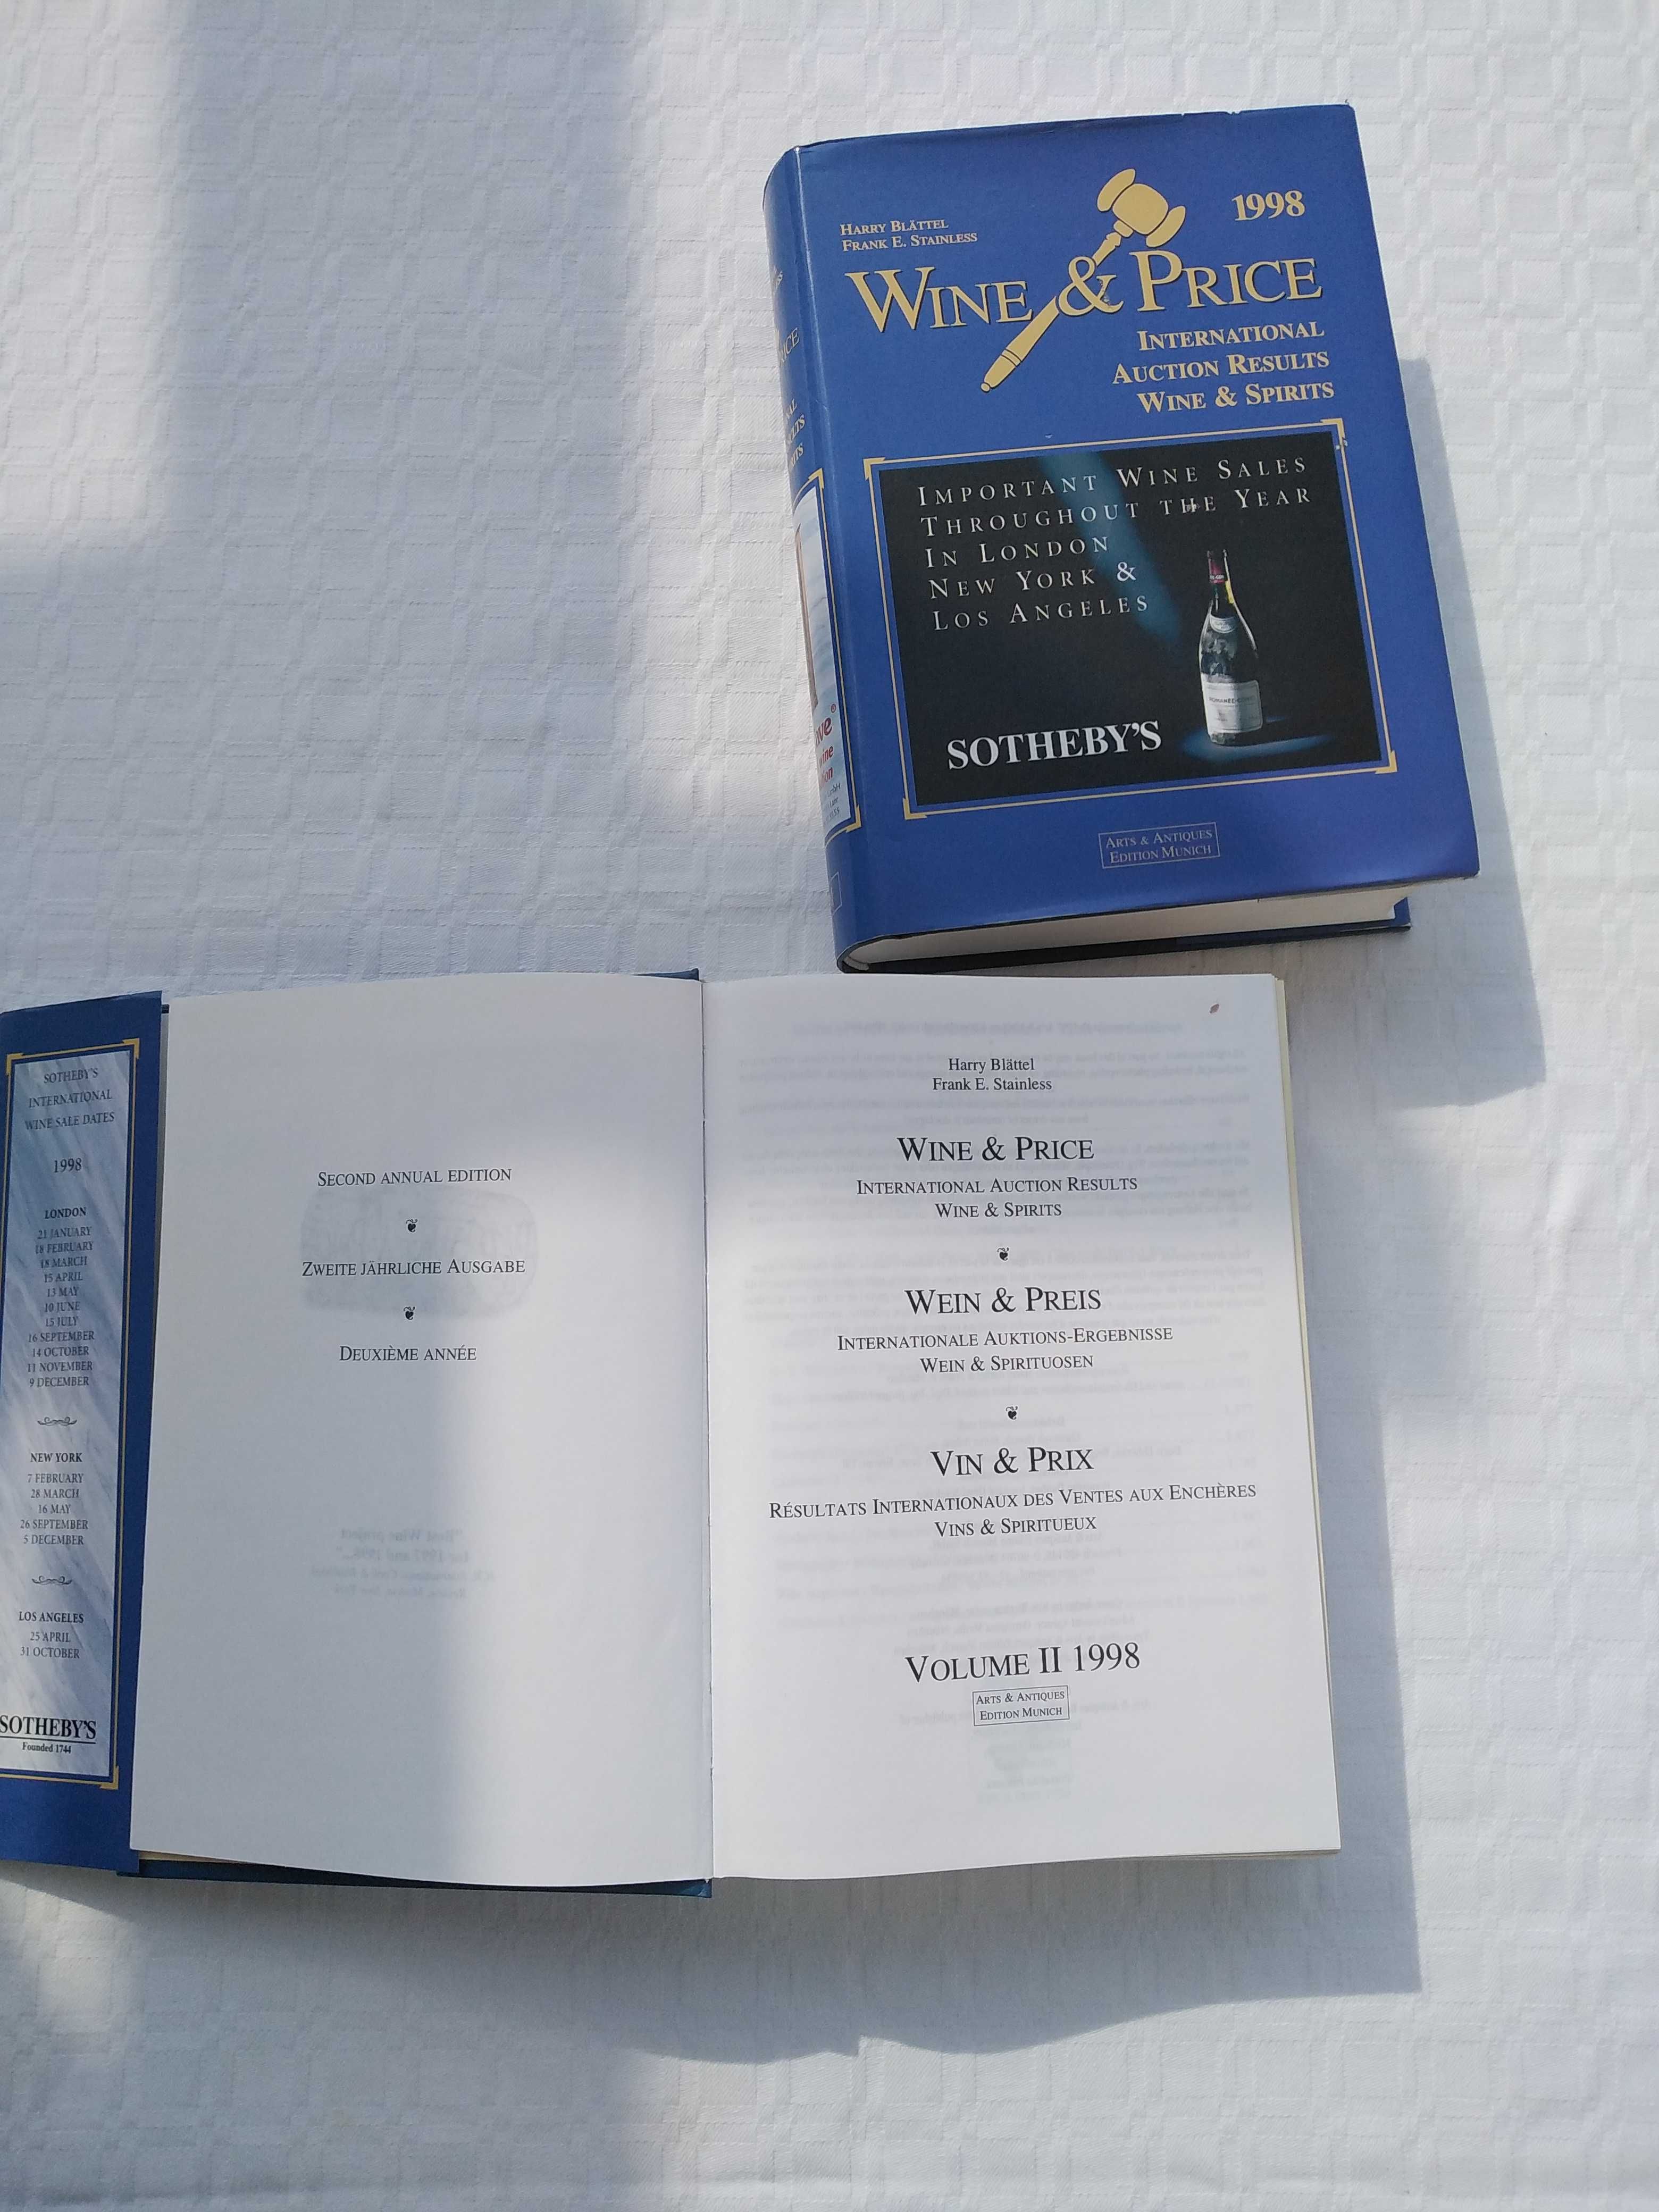 HARRY BLÄTTEL
FRANK E. STAINLESS
1998
WINE & PRICE
INTERNATIONAL
AUCTION RESULTS
WINE & SPIRITS
IMPORTANT WINE SALES
THROUGHOUT THE YEAR
IN LONDON
NEW YORK &
LOS ANGELES
SOTHEBY'S
ARTS & ANTIQUES
EDITION MUNICH
SOTHEBY'S
INTERNATIONAL
WINE SALE DATES
1998
LONDON
21 JANUARY
18 FEBRUARY
18 MARCH
15 APRIL
13 MAY
10 JUNE
15 JULY
16 SEPTEMBER
14 OCTOBER
11 NOVEMBER
9 DECEMBER
NEW YORK
7 FEBRUARY
28 MARCH
16 MAY
26 SEPTEMBER
5 DECEMBER
LOS ANGELES
25 APRIL
31 OCTOBER
SOTHEBY'S
Founded 1744
SECOND ANNUAL EDITION
ZWEITE JÄHRLICHE AUSGABE
DEUXIÈME ANNÉE
Harry Blättel
Frank E. Stainless
WINE & PRICE
INTERNATIONAL AUCTION RESULTS
WINE & SPIRITS
WEIN & PREIS
INTERNATIONALE AUKTIONS-ERGEBNISSE
WEIN & SPIRITUOSEN
VIN & PRIX
RÉSULTATS INTERNATIONAUX DES VENTES AUX ENCHÈRES
VINS & SPIRITUEUX
VOLUME II 1998
ARTS & ANTIQUES
EDITION MUNICH